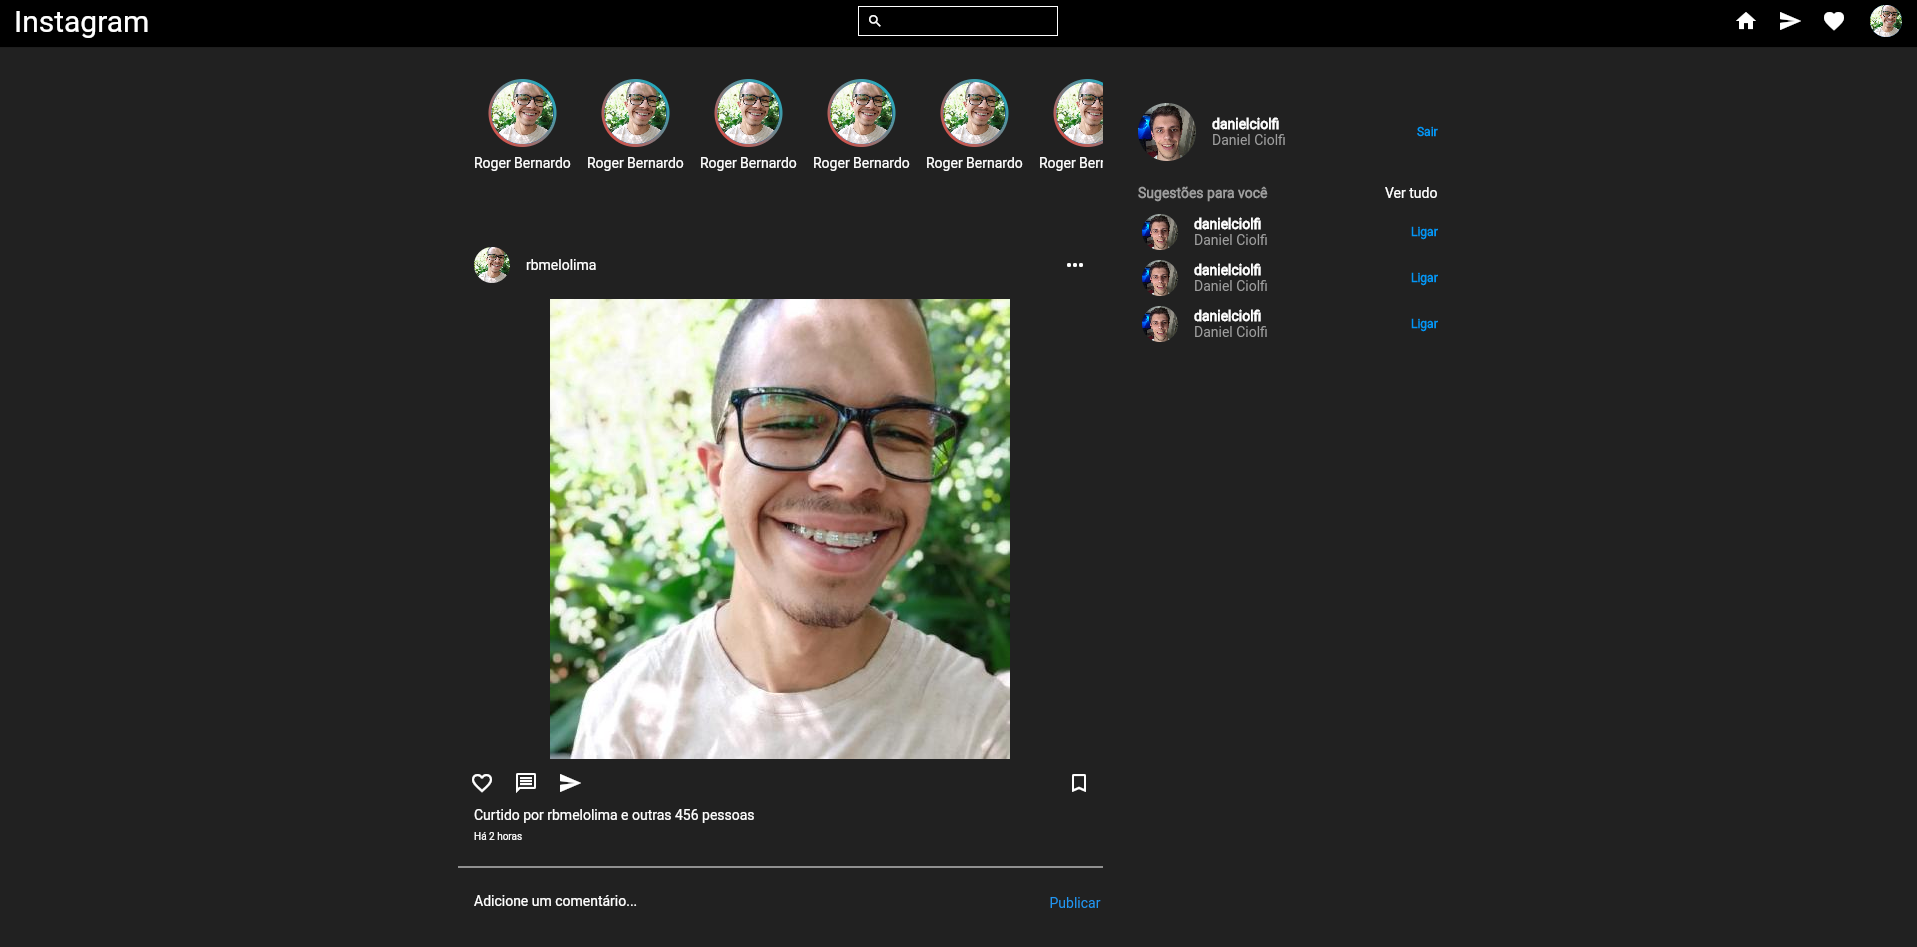 Instagram
Roger Bernardo
Roger Bernardo
Roger Bernardo
Roger Bernardo
Roger Bernardo
Roger Bern
danielciolfi
Daniel Ciolfi
Sair
Sugestões para você
Ver tudo
danielciolfi
Daniel Ciolfi
Ligar
danielciolfi
Daniel Ciolfi
Ligar
danielciolfi
Daniel Ciolfi
Ligar
rbmelolima
Curtido por rbmelolima e outras 456 pessoas
Há 2 horas
Adicione um comentário...
Publicar